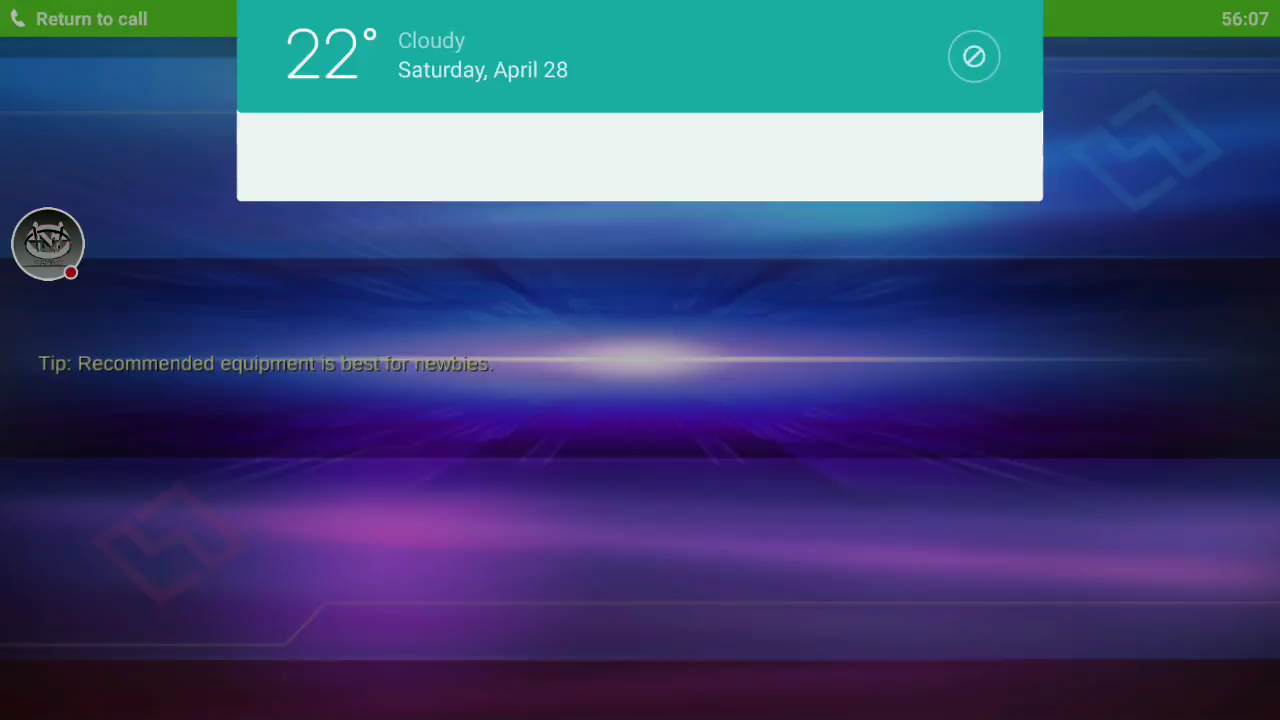 Return to call
56:07
22°
Cloudy
Saturday, April 28
Tip: Recommended equipment is best for newbies.